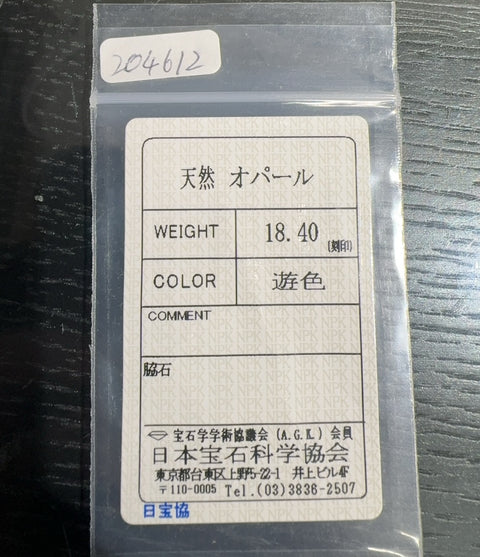 204612
天然 オパール
WEIGHT 18.40 (刻印)
COLOR 遊色
COMMENT
脇石
宝石学学術協議会 (A.G.K.) 会員
日本宝石科学協会
東京都台東区上野5-22-1 井上ビル4F
〒110-0005 Tel.(03)3836-2507
日宝協